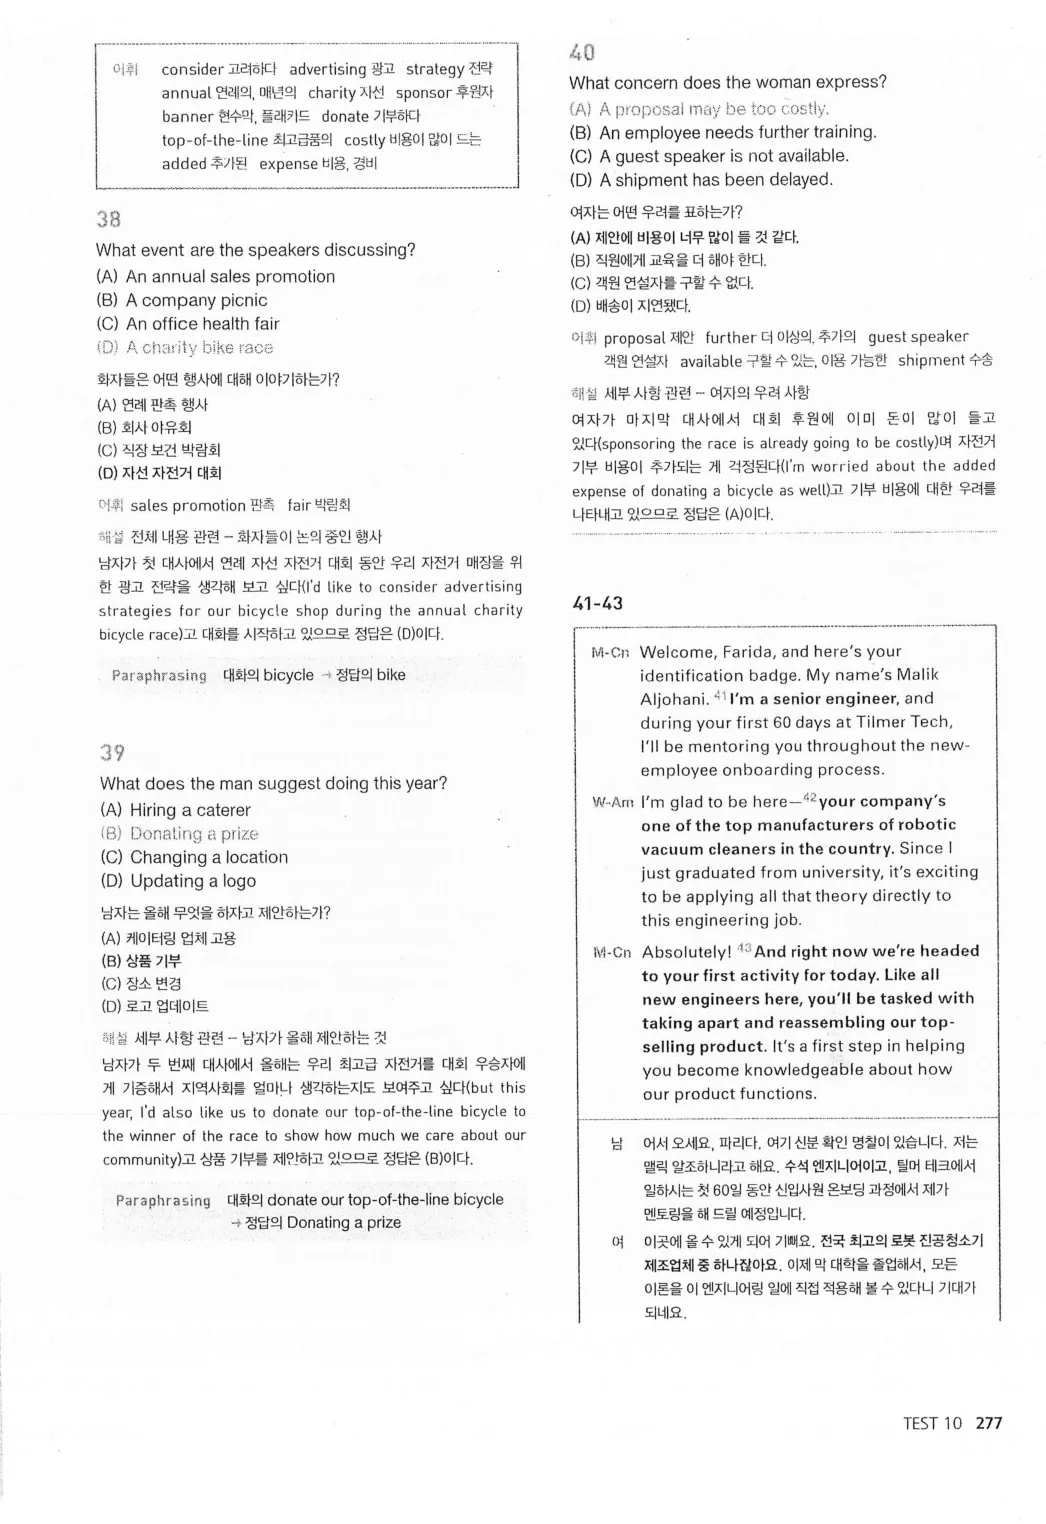 어휘 consider 고려하다 advertising 광고 strategy 전략
annual 연례의, 매년의 charity 자선 sponsor 후원자
banner 현수막, 플래카드 donate 기부하다
top-of-the-line 최고급품의 costly 비용이 많이 드는
added 추가된 expense 비용, 경비
38
What event are the speakers discussing?
(A) An annual sales promotion
(B) A company picnic
(C) An office health fair
(D) A charity bike race
화자들은 어떤 행사에 대해 이야기하는가?
(A) 연례 판촉 행사
(B) 회사 야유회
(C) 직장 보건 박람회
(D) 자선 자전거 대회
어휘 sales promotion 판촉 fair 박람회
해설 전체 내용 관련 – 화자들이 논의 중인 행사
남자가 첫 대사에서 연례 자선 자전거 대회 동안 우리 자전거 매장을 위
한 광고 전략을 생각해 보고 싶다(I'd like to consider advertising
strategies for our bicycle shop during the annual charity
bicycle race)고 대화를 시작하고 있으므로 정답은 (D)이다.
Paraphrasing 대화의 bicycle → 정답의 bike
39
What does the man suggest doing this year?
(A) Hiring a caterer
(B) Donating a prize
(C) Changing a location
(D) Updating a logo
남자는 올해 무엇을 하자고 제안하는가?
(A) 케이터링 업체 고용
(B) 상품 기부
(C) 장소 변경
(D) 로고 업데이트
해설 세부 사항 관련 – 남자가 올해 제안하는 것
남자가 두 번째 대사에서 올해는 우리 최고급 자전거를 대회 우승자에
게 기증해서 지역사회를 얼마나 생각하는지도 보여주고 싶다(but this
year, I'd also like us to donate our top-of-the-line bicycle to
the winner of the race to show how much we care about our
community)고 상품 기부를 제안하고 있으므로 정답은 (B)이다.
Paraphrasing 대화의 donate our top-of-the-line bicycle
→ 정답의 Donating a prize
40
What concern does the woman express?
(A) A proposal may be too costly.
(B) An employee needs further training.
(C) A guest speaker is not available.
(D) A shipment has been delayed.
여자는 어떤 우려를 표하는가?
(A) 제안에 비용이 너무 많이 들 것 같다.
(B) 직원에게 교육을 더 해야 한다.
(C) 객원 연설자를 구할 수 없다.
(D) 배송이 지연됐다.
어휘 proposal 제안 further 더 이상의, 추가의 guest speaker
객원 연설자 available 구할 수 있는, 이용 가능한 shipment 수송
해설 세부 사항 관련 – 여자의 우려 사항
여자가 마지막 대사에서 대회 후원에 이미 돈이 많이 들고
있다(sponsoring the race is already going to be costly)며 자전거
기부 비용이 추가되는 게 걱정된다(I'm worried about the added
expense of donating a bicycle as well)고 기부 비용에 대한 우려를
나타내고 있으므로 정답은 (A)이다.
41-43
M-Cn Welcome, Farida, and here's your
identification badge. My name's Malik
Aljohani. 41 I'm a senior engineer, and
during your first 60 days at Tilmer Tech,
I'll be mentoring you throughout the new-
employee onboarding process.
W-Am I'm glad to be here—42 your company's
one of the top manufacturers of robotic
vacuum cleaners in the country. Since I
just graduated from university, it's exciting
to be applying all that theory directly to
this engineering job.
M-Cn Absolutely! 43 And right now we're headed
to your first activity for today. Like all
new engineers here, you'll be tasked with
taking apart and reassembling our top-
selling product. It's a first step in helping
you become knowledgeable about how
our product functions.
남 어서 오세요, 파리다. 여기 신분 확인 명찰이 있습니다. 저는
맬릭 알조하니라고 해요. 수석 엔지니어이고, 틸머 테크에서
일하시는 첫 60일 동안 신입사원 온보딩 과정에서 제가
멘토링을 해 드릴 예정입니다.
여 이곳에 올 수 있게 되어 기뻐요. 전국 최고의 로봇 진공청소기
제조업체 중 하나잖아요. 이제 막 대학을 졸업해서, 모든
이론을 이 엔지니어링 일에 직접 적용해 볼 수 있다니 기대가
되네요.
TEST 10 277